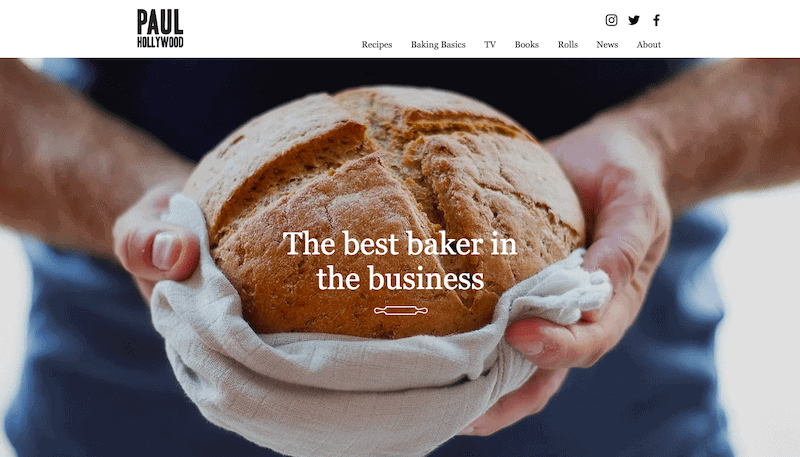 PAUL
HOLLYWOOD
Recipes Baking Basics TV Books Rolls News About
The best baker in
the business